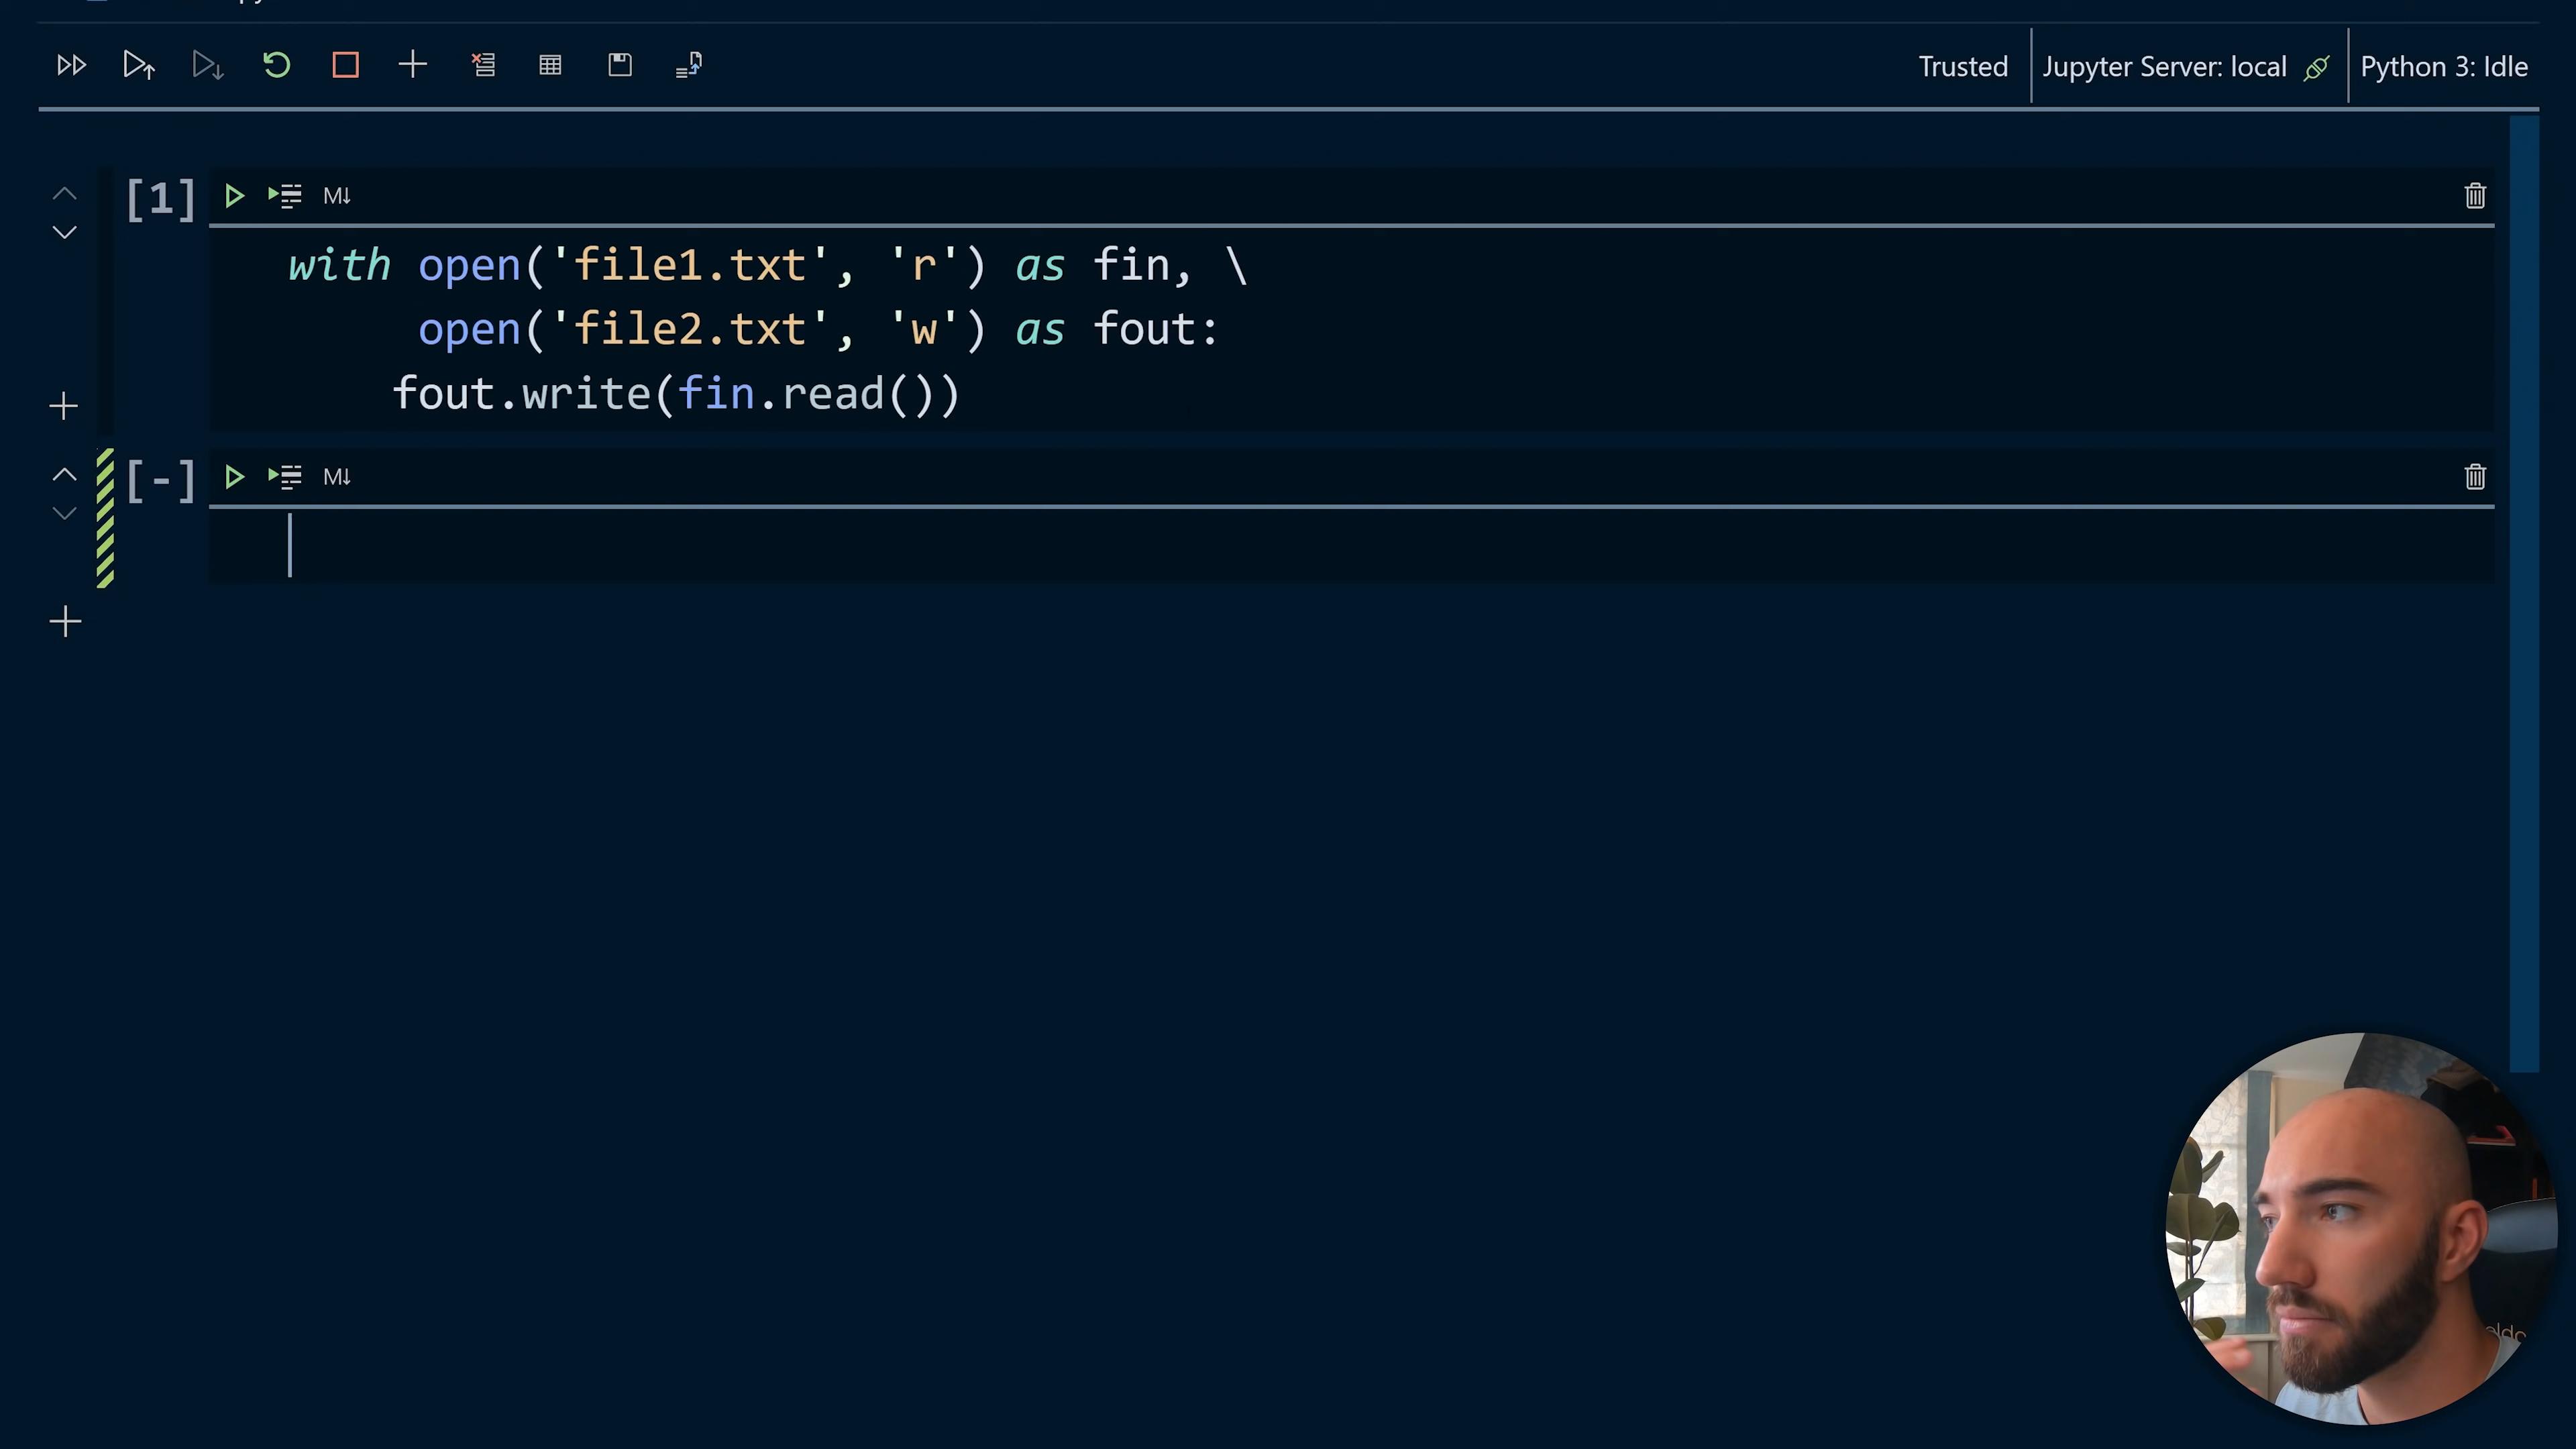 Trusted
Jupyter Server: local
Python 3: Idle
[1]
M↓
with open('file1.txt', 'r') as fin, \
open('file2.txt', 'w') as fout:
fout.write(fin.read())
[-]
M↓